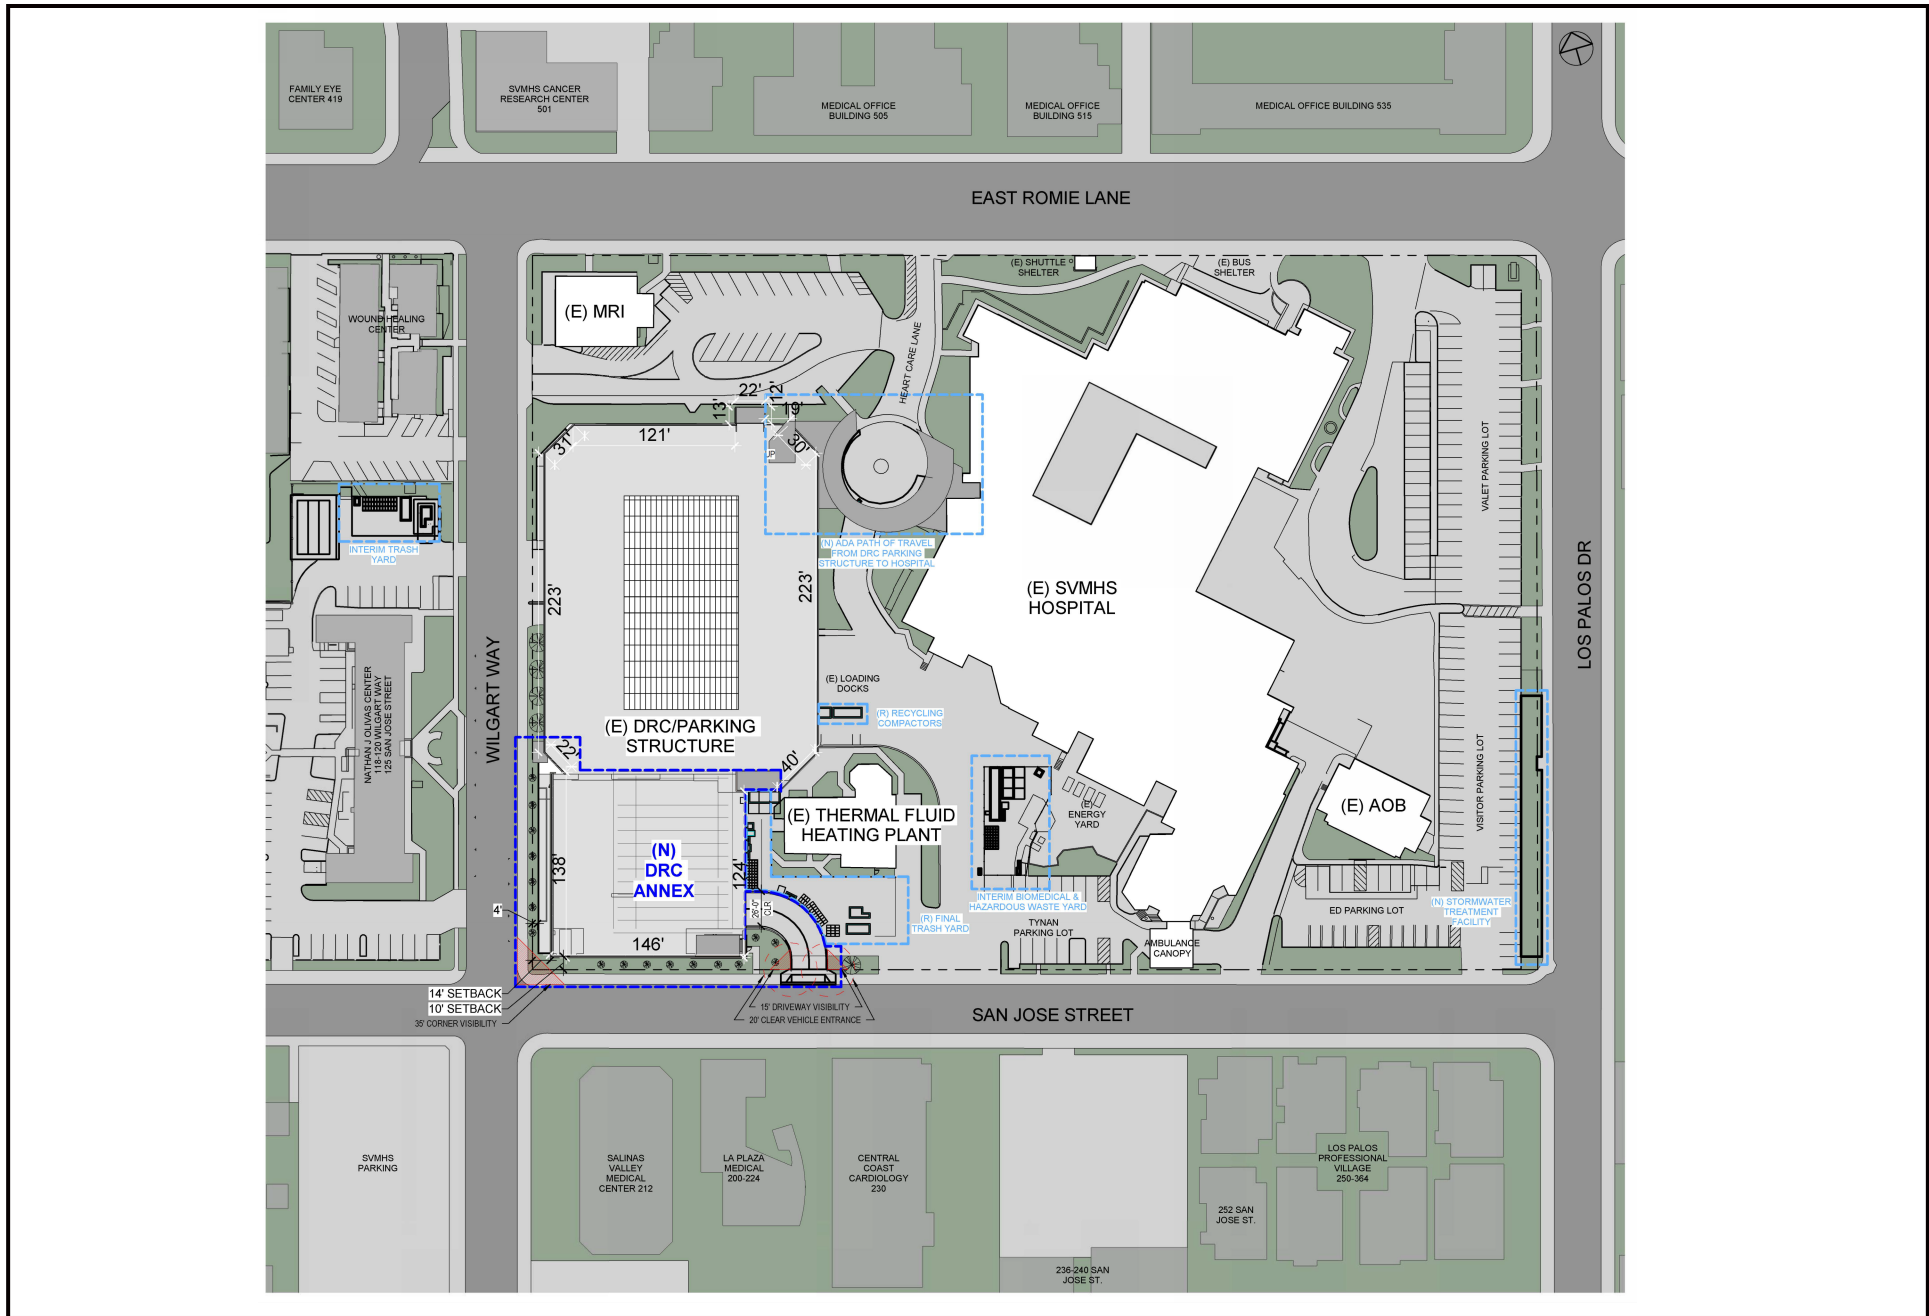 FAMILY EYE
CENTER 419
SVMHS CANCER
RESEARCH CENTER
501
MEDICAL OFFICE
BUILDING 505
MEDICAL OFFICE
BUILDING 515
MEDICAL OFFICE BUILDING 535
EAST ROMIE LANE
(E) SHUTTLE
SHELTER
(E) BUS
SHELTER
(E) MRI
WOUND HEALING
CENTER
HEART CARE LANE
22'
12'
13'
19'
31'
121'
30'
UP
VALET PARKING LOT
INTERIM TRASH
YARD
(N) ADA PATH OF TRAVEL
FROM DRC PARKING
STRUCTURE TO HOSPITAL
223'
223'
(E) SVMHS
HOSPITAL
LOS PALOS DR
WILGART WAY
NATHAN J OLIVAS CENTER
118-120 WILGART WAY
125 SAN JOSE STREET
(E) LOADING
DOCKS
(R) RECYCLING
COMPACTORS
(E) DRC/PARKING
STRUCTURE
22'
40'
VISITOR PARKING LOT
(E) THERMAL FLUID
HEATING PLANT
(E)
ENERGY
YARD
(E) AOB
(N)
DRC
ANNEX
138'
124'
26'-0"
CLR
4'
146'
(R) FINAL
TRASH YARD
INTERIM BIOMEDICAL &
HAZARDOUS WASTE YARD
TYNAN
PARKING LOT
AMBULANCE
CANOPY
ED PARKING LOT
(N) STORMWATER
TREATMENT
FACILITY
14' SETBACK
10' SETBACK
35' CORNER VISIBILITY
15' DRIVEWAY VISIBILITY
20' CLEAR VEHICLE ENTRANCE
SAN JOSE STREET
SVMHS
PARKING
SALINAS
VALLEY
MEDICAL
CENTER 212
LA PLAZA
MEDICAL
200-224
CENTRAL
COAST
CARDIOLOGY
230
LOS PALOS
PROFESSIONAL
VILLAGE
250-364
252 SAN
JOSE ST.
236-240 SAN
JOSE ST.